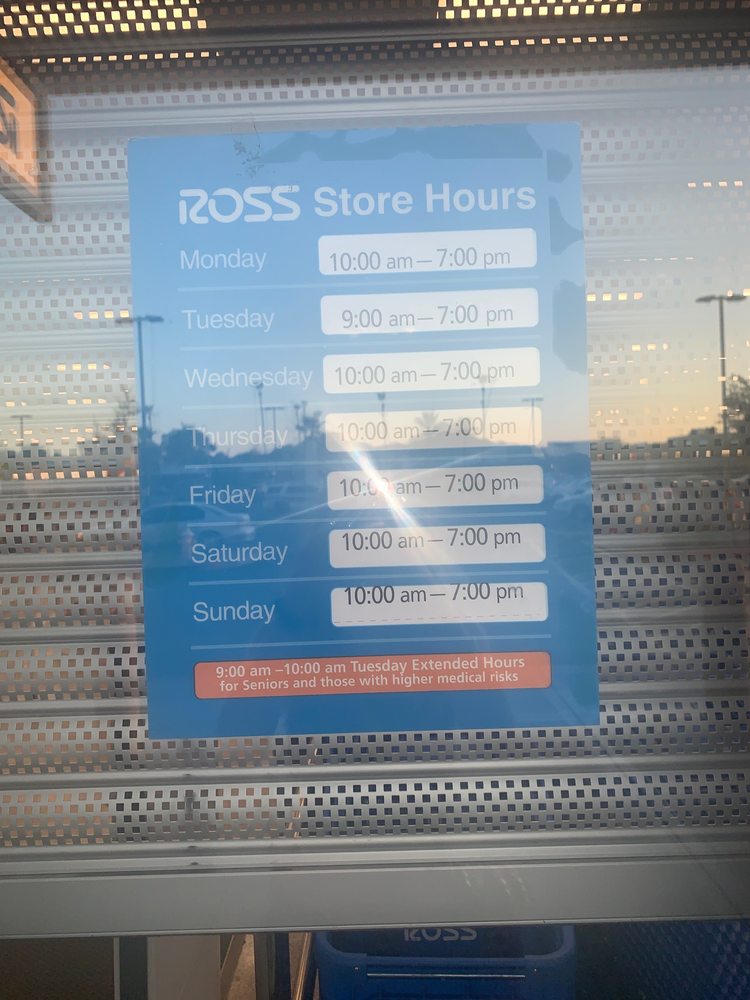 ROSS Store Hours
Monday 10:00 am — 7:00 pm
Tuesday 9:00 am — 7:00 pm
Wednesday 10:00 am — 7:00 pm
Thursday 10:00 am — 7:00 pm
Friday 10:00 am — 7:00 pm
Saturday 10:00 am — 7:00 pm
Sunday 10:00 am — 7:00 pm
9:00 am –10:00 am Tuesday Extended Hours
for Seniors and those with higher medical risks
ROSS